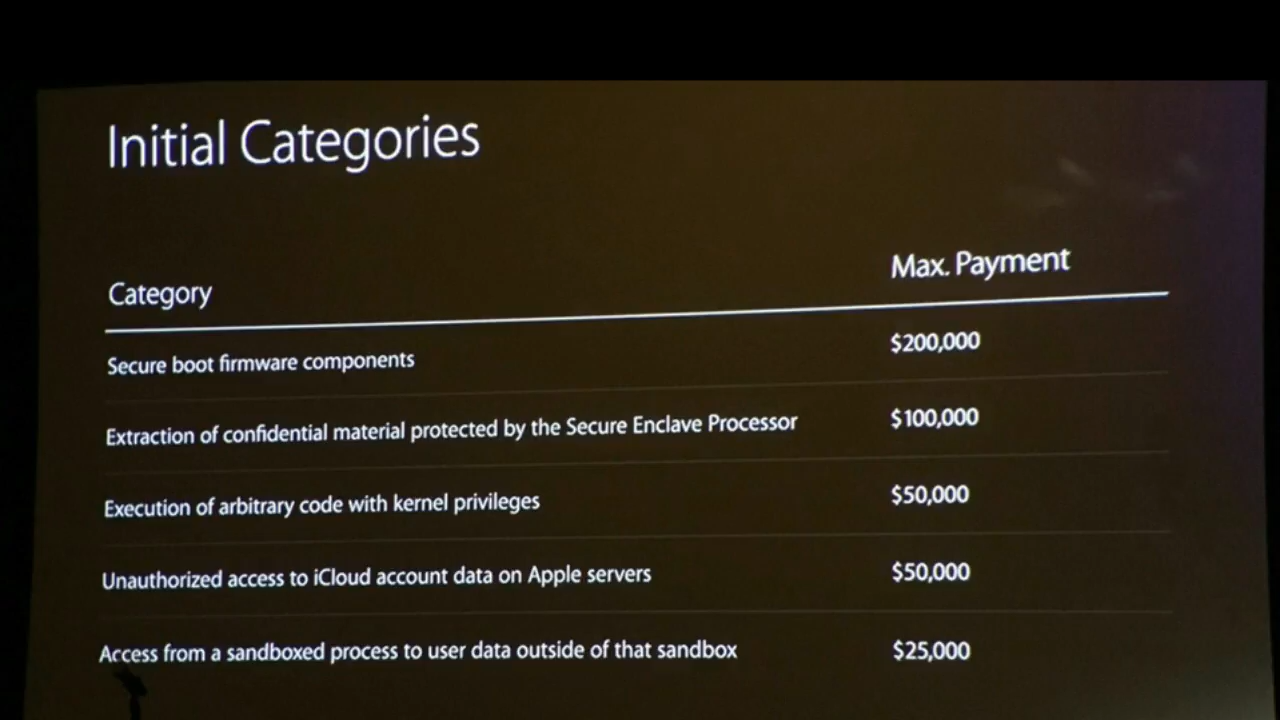 Initial Categories
Category Max. Payment
Secure boot firmware components $200,000
Extraction of confidential material protected by the Secure Enclave Processor $100,000
Execution of arbitrary code with kernel privileges $50,000
Unauthorized access to iCloud account data on Apple servers $50,000
Access from a sandboxed process to user data outside of that sandbox $25,000